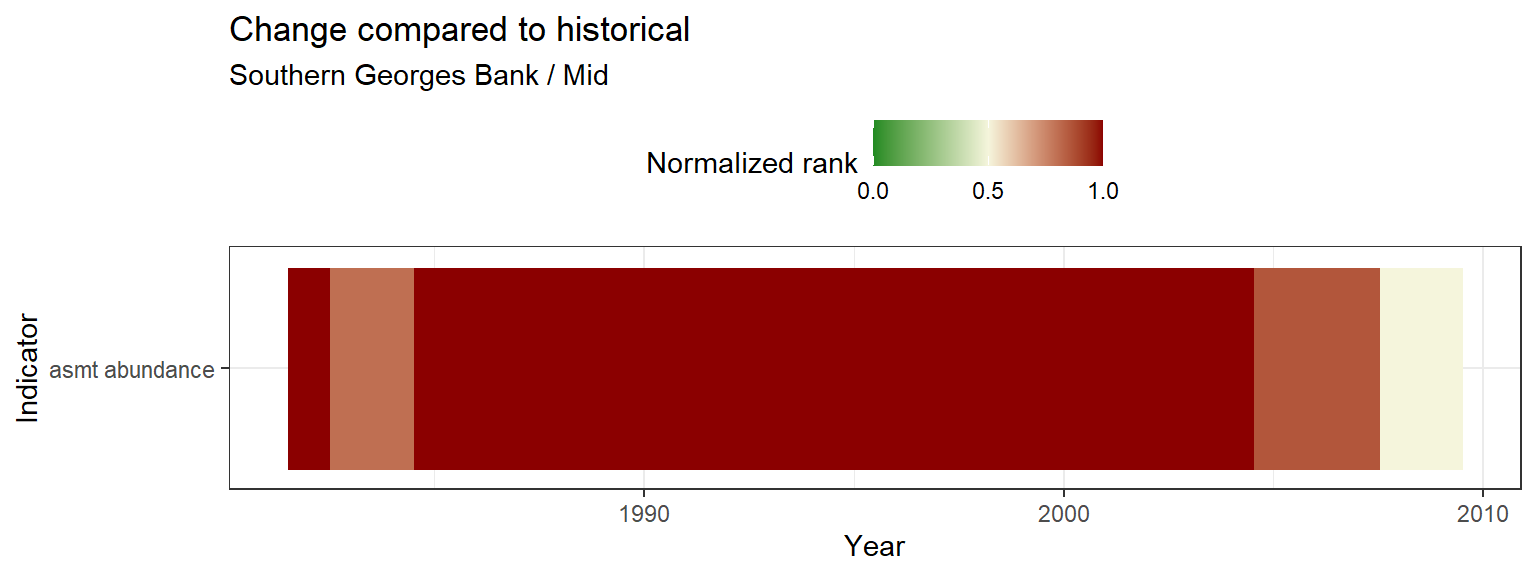 Change compared to historical
Southern Georges Bank / Mid
Normalized rank
0.0 0.5 1.0
Indicator
asmt abundance
1990 2000 2010
Year